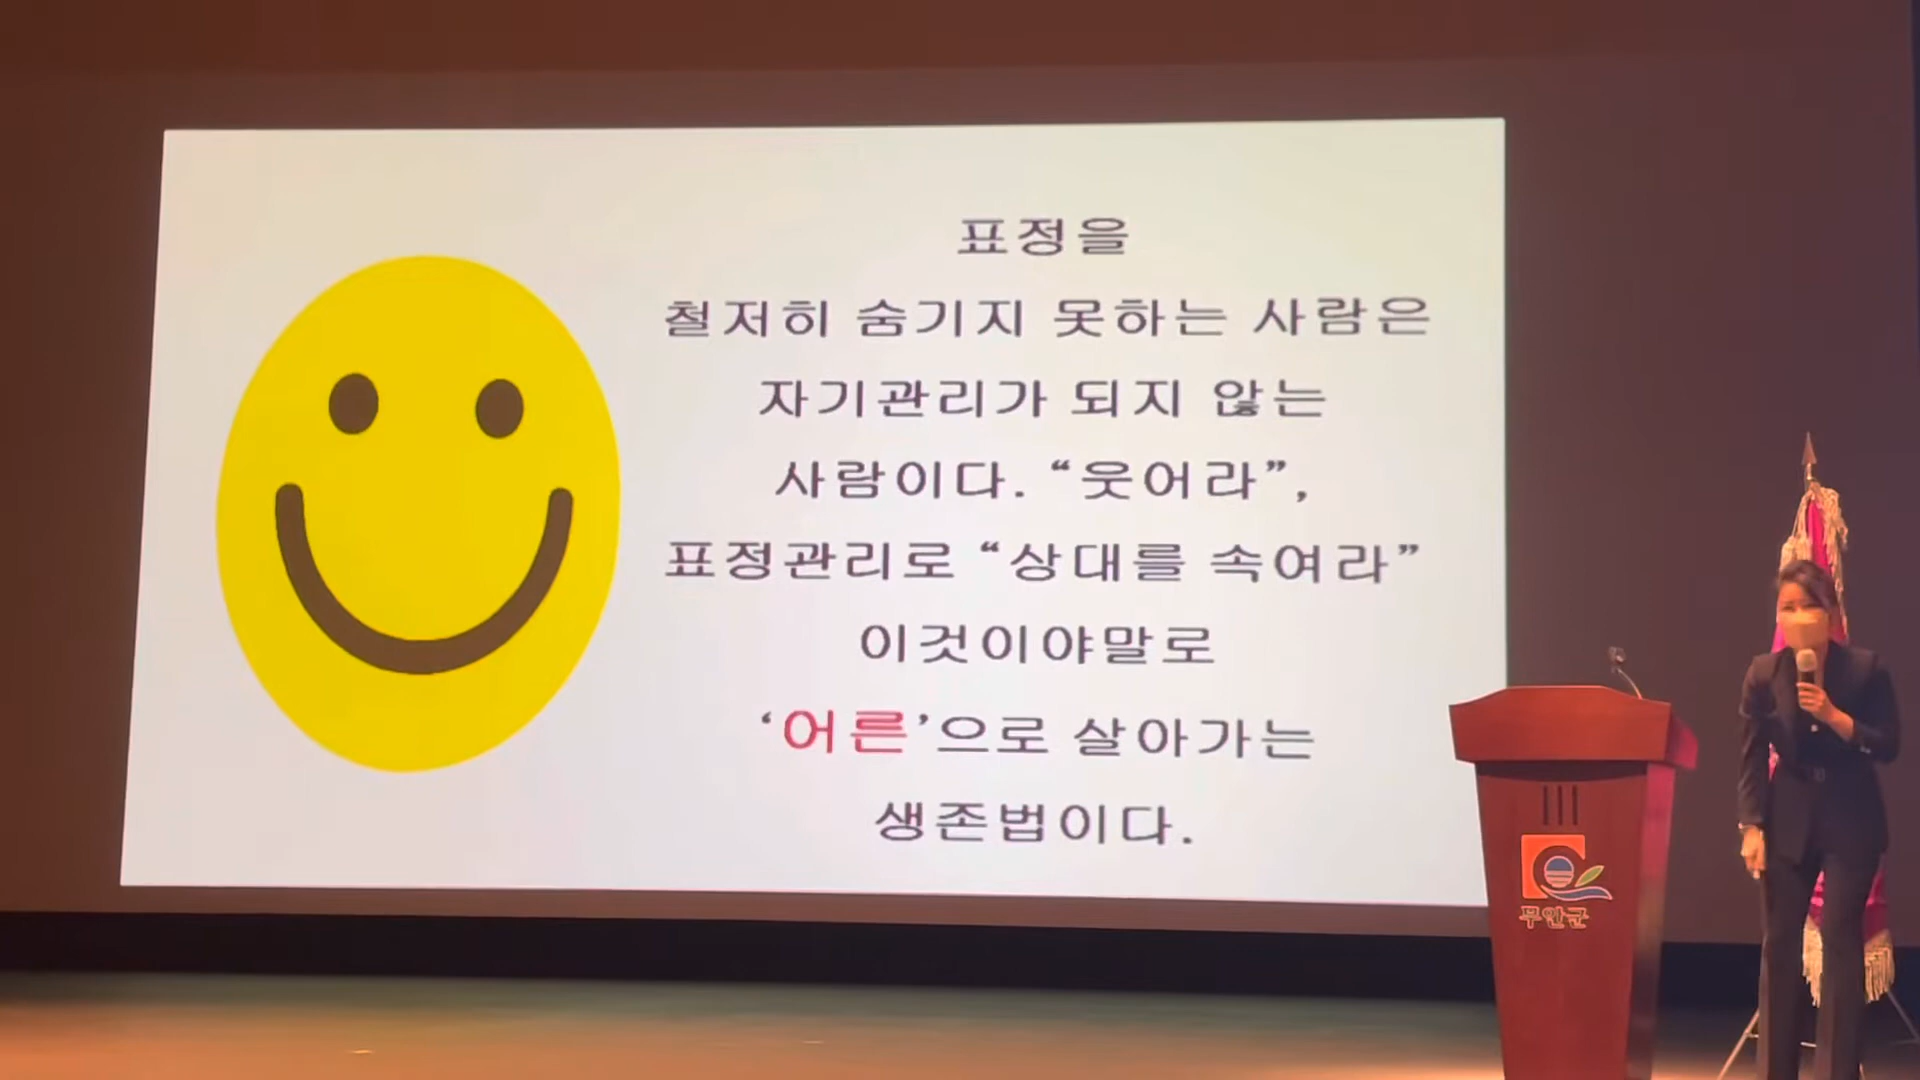 표정을
철저히 숨기지 못하는 사람은
자기관리가 되지 않는
사람이다. “웃어라”,
표정관리로 “상대를 속여라”
이것이야말로
‘어른’으로 살아가는
생존법이다.
무안군